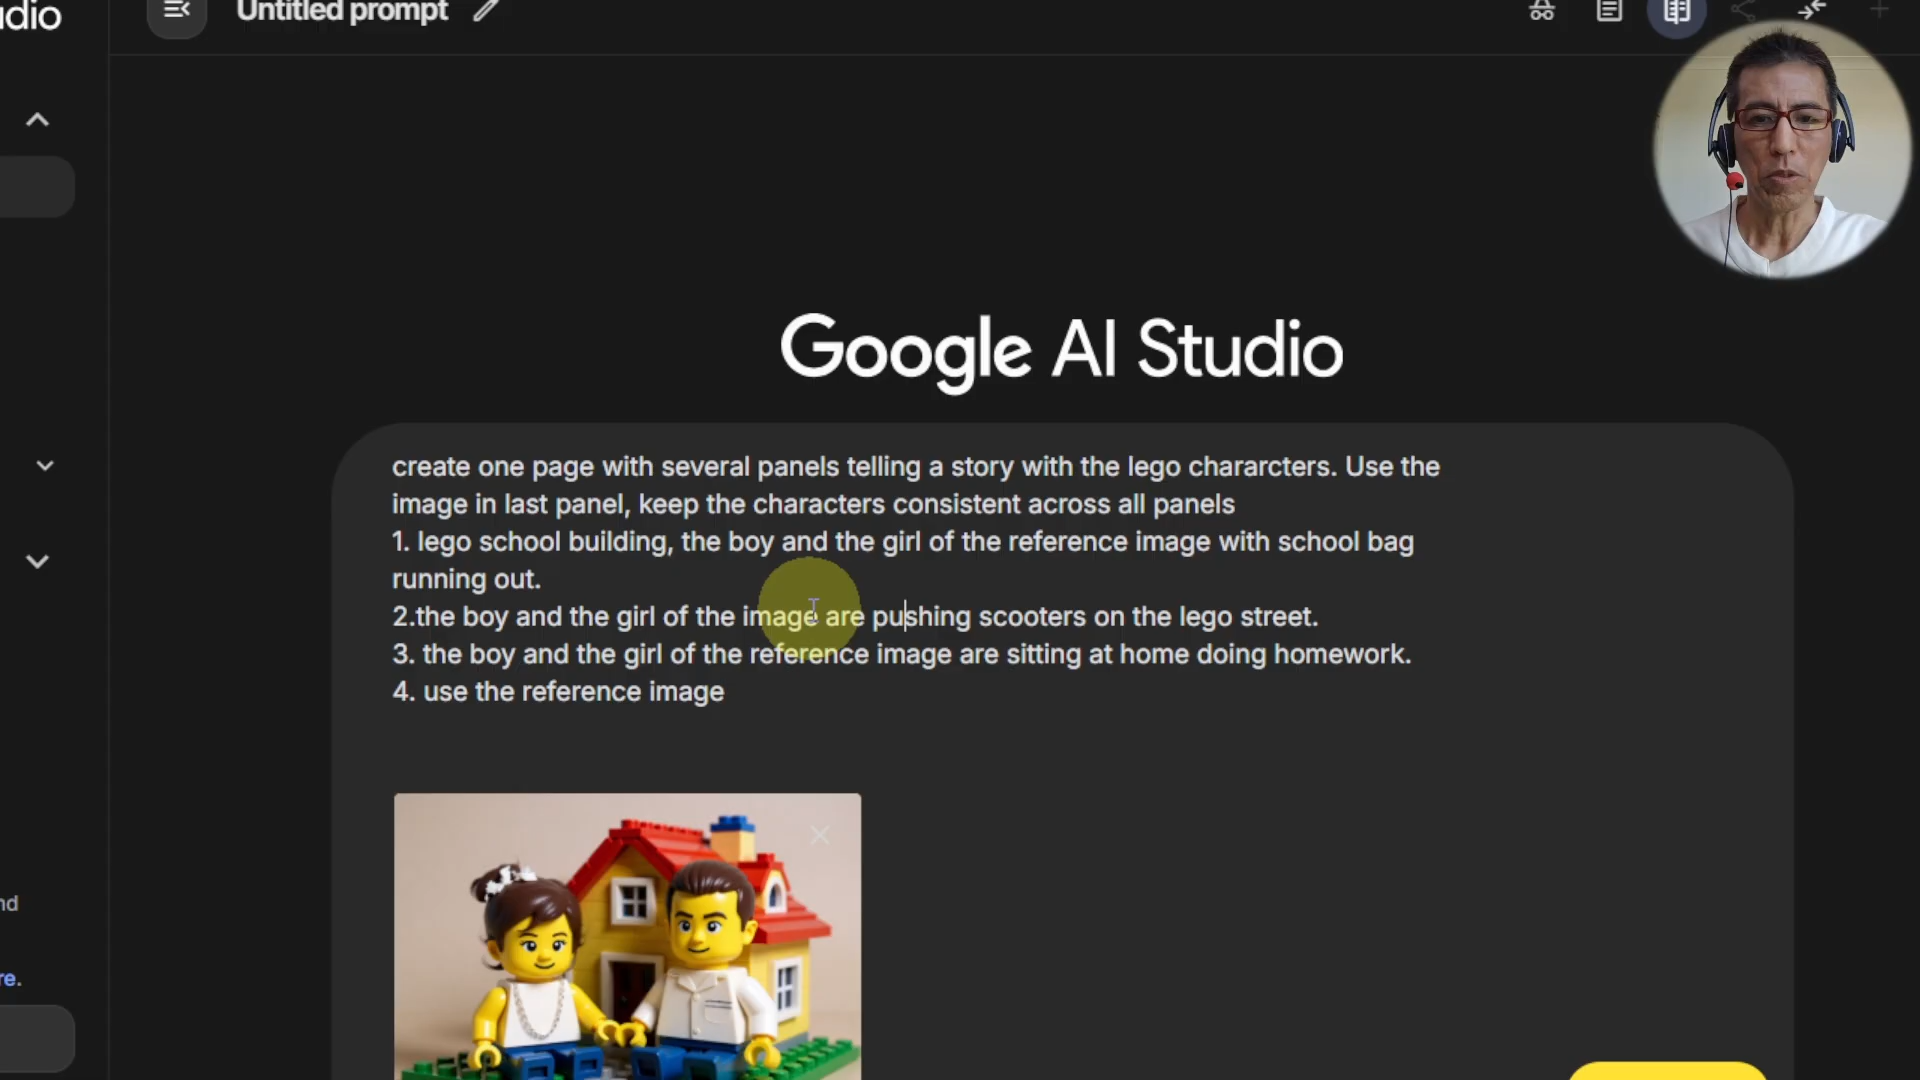 udio
Untitled prompt
Google AI Studio
create one page with several panels telling a story with the lego chararcters. Use the
image in last panel, keep the characters consistent across all panels
1. lego school building, the boy and the girl of the reference image with school bag
running out.
2.the boy and the girl of the image are pushing scooters on the lego street.
3. the boy and the girl of the reference image are sitting at home doing homework.
4. use the reference image
nd
re.